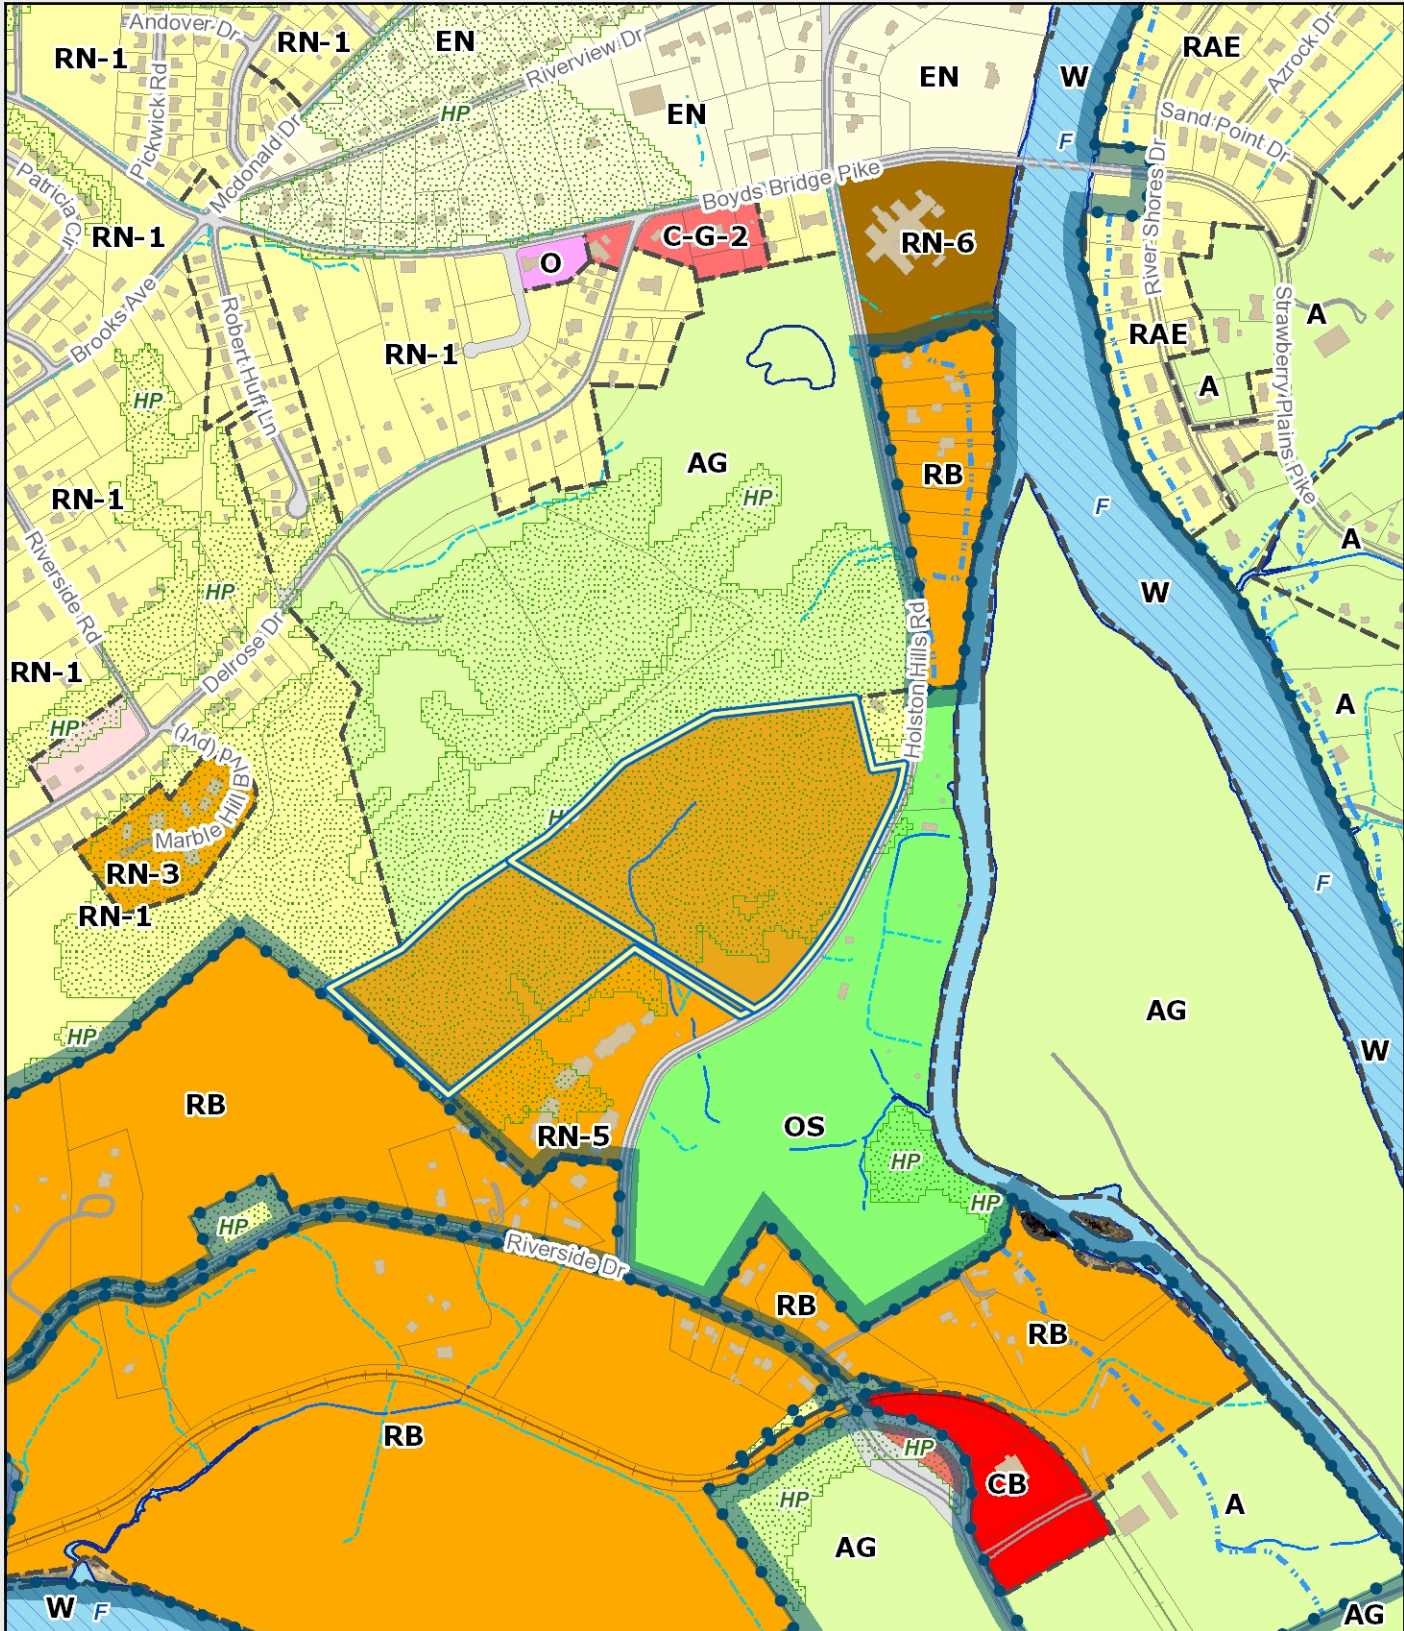 Andover Dr
RN-1
RN-1
EN
Riverview Dr
EN
EN
W
RAE
Azrock Dr
Pickwick Rd
HP
Mcdonald Dr
F
Sand Point Dr
Patricia Cir
Boyds Bridge Pike
River Shores Dr
RN-1
C-G-2
RN-6
O
Brooks Ave
Robert Huff Ln
RN-1
RAE
A
Strawberry Plains Pike
A
HP
AG
HP
RB
RN-1
F
A
Riverside Rd
HP
W
Holston Hills Rd
Delrose Dr
RN-1
HP
A
Marble Hill Blvd (pvt)
H
RN-3
F
RN-1
HP
AG
W
RB
OS
RN-5
HP
HP
HP
Riverside Dr
RB
RB
RB
HP
CB
HP
A
AG
W
F
AG